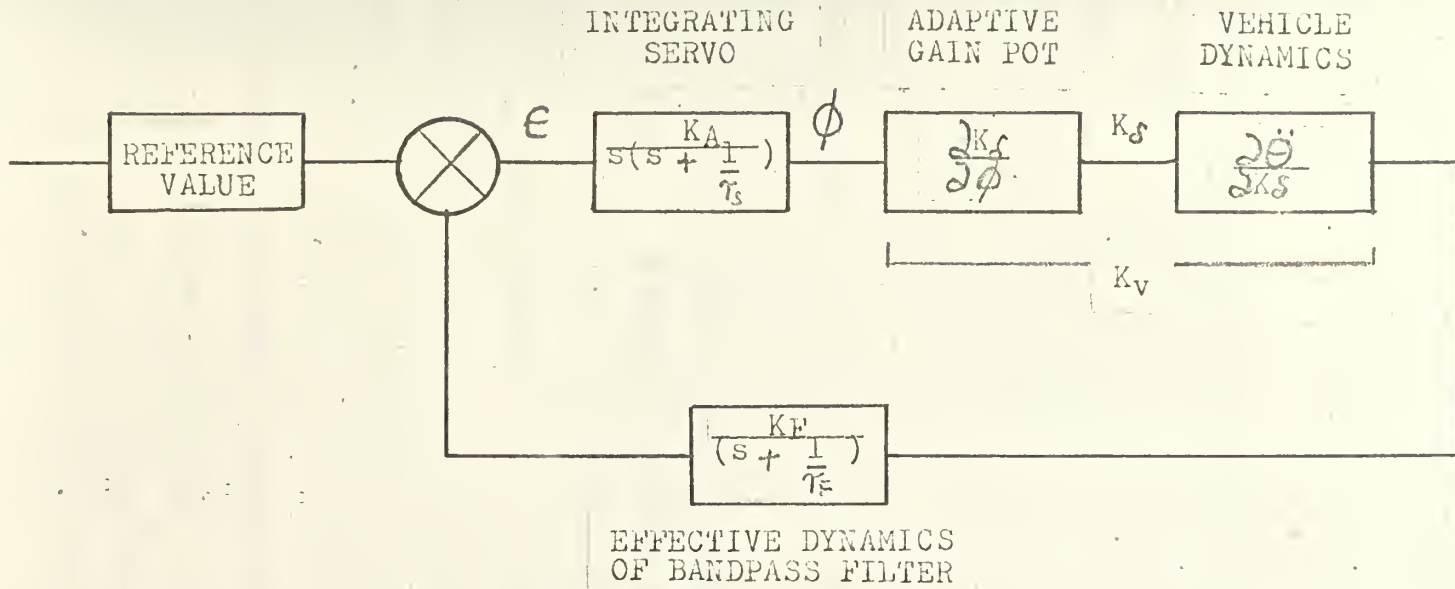 INTEGRATING
SERVO
ADAPTIVE
GAIN POT
VEHICLE
DYNAMICS
REFERENCE
VALUE
ϵ
K_A
s(s + 1/τ_s)
ϕ
∂K_δ
∂ϕ
K_δ
∂θ̈
∂K_δ
K_V
K_F
(s + 1/τ_F)
EFFECTIVE DYNAMICS
OF BANDPASS FILTER